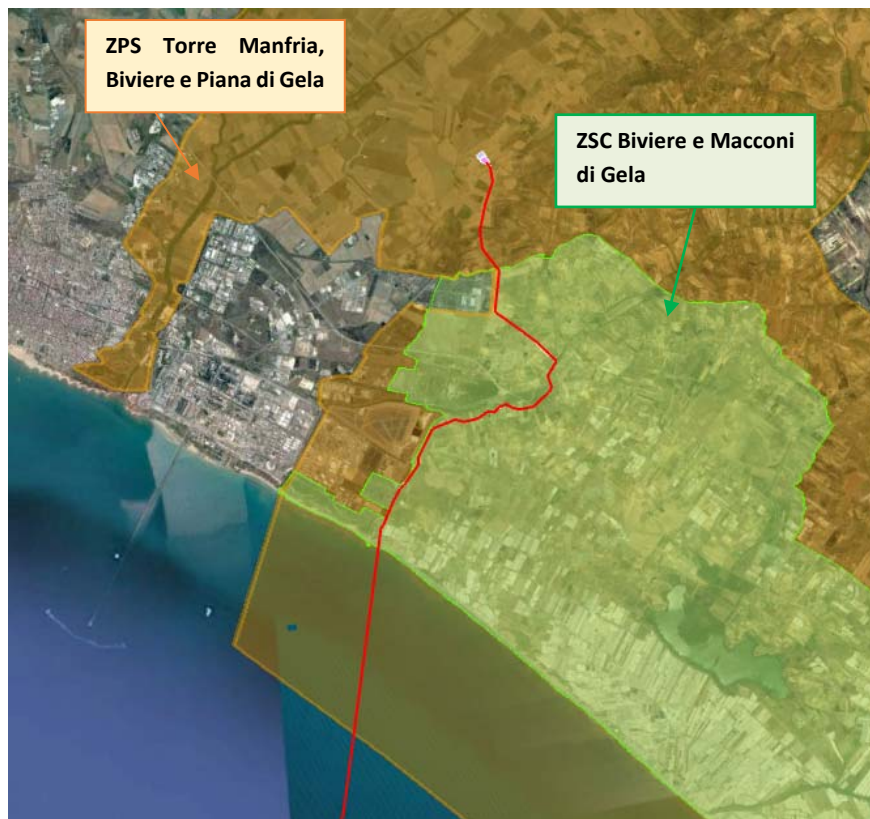 ZPS Torre Manfria,
Biviere e Piana di Gela
ZSC Biviere e Macconi
di Gela